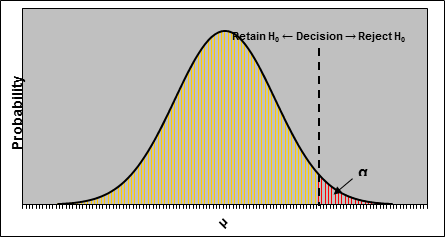 Retain H₀ ← Decision → Reject H₀
Probability
α
μ